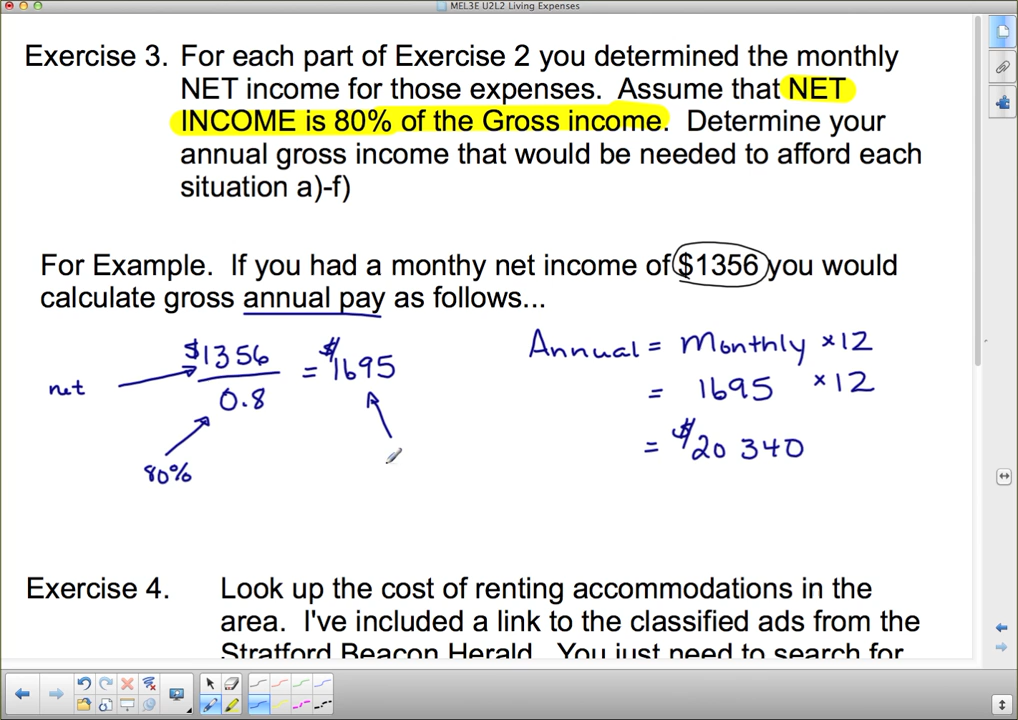 MEL3E U2L2 Living Expenses
Exercise 3. For each part of Exercise 2 you determined the monthly
NET income for those expenses. Assume that NET
INCOME is 80% of the Gross income. Determine your
annual gross income that would be needed to afford each
situation a)-f)
For Example. If you had a monthy net income of $1356 you would
calculate gross annual pay as follows...
net
$1356
0.8
= $1695
80%
Annual = Monthly ×12
= 1695 ×12
= $20 340
Exercise 4. Look up the cost of renting accommodations in the
area. I've included a link to the classified ads from the
Stratford Beacon Herald. You just need to search for